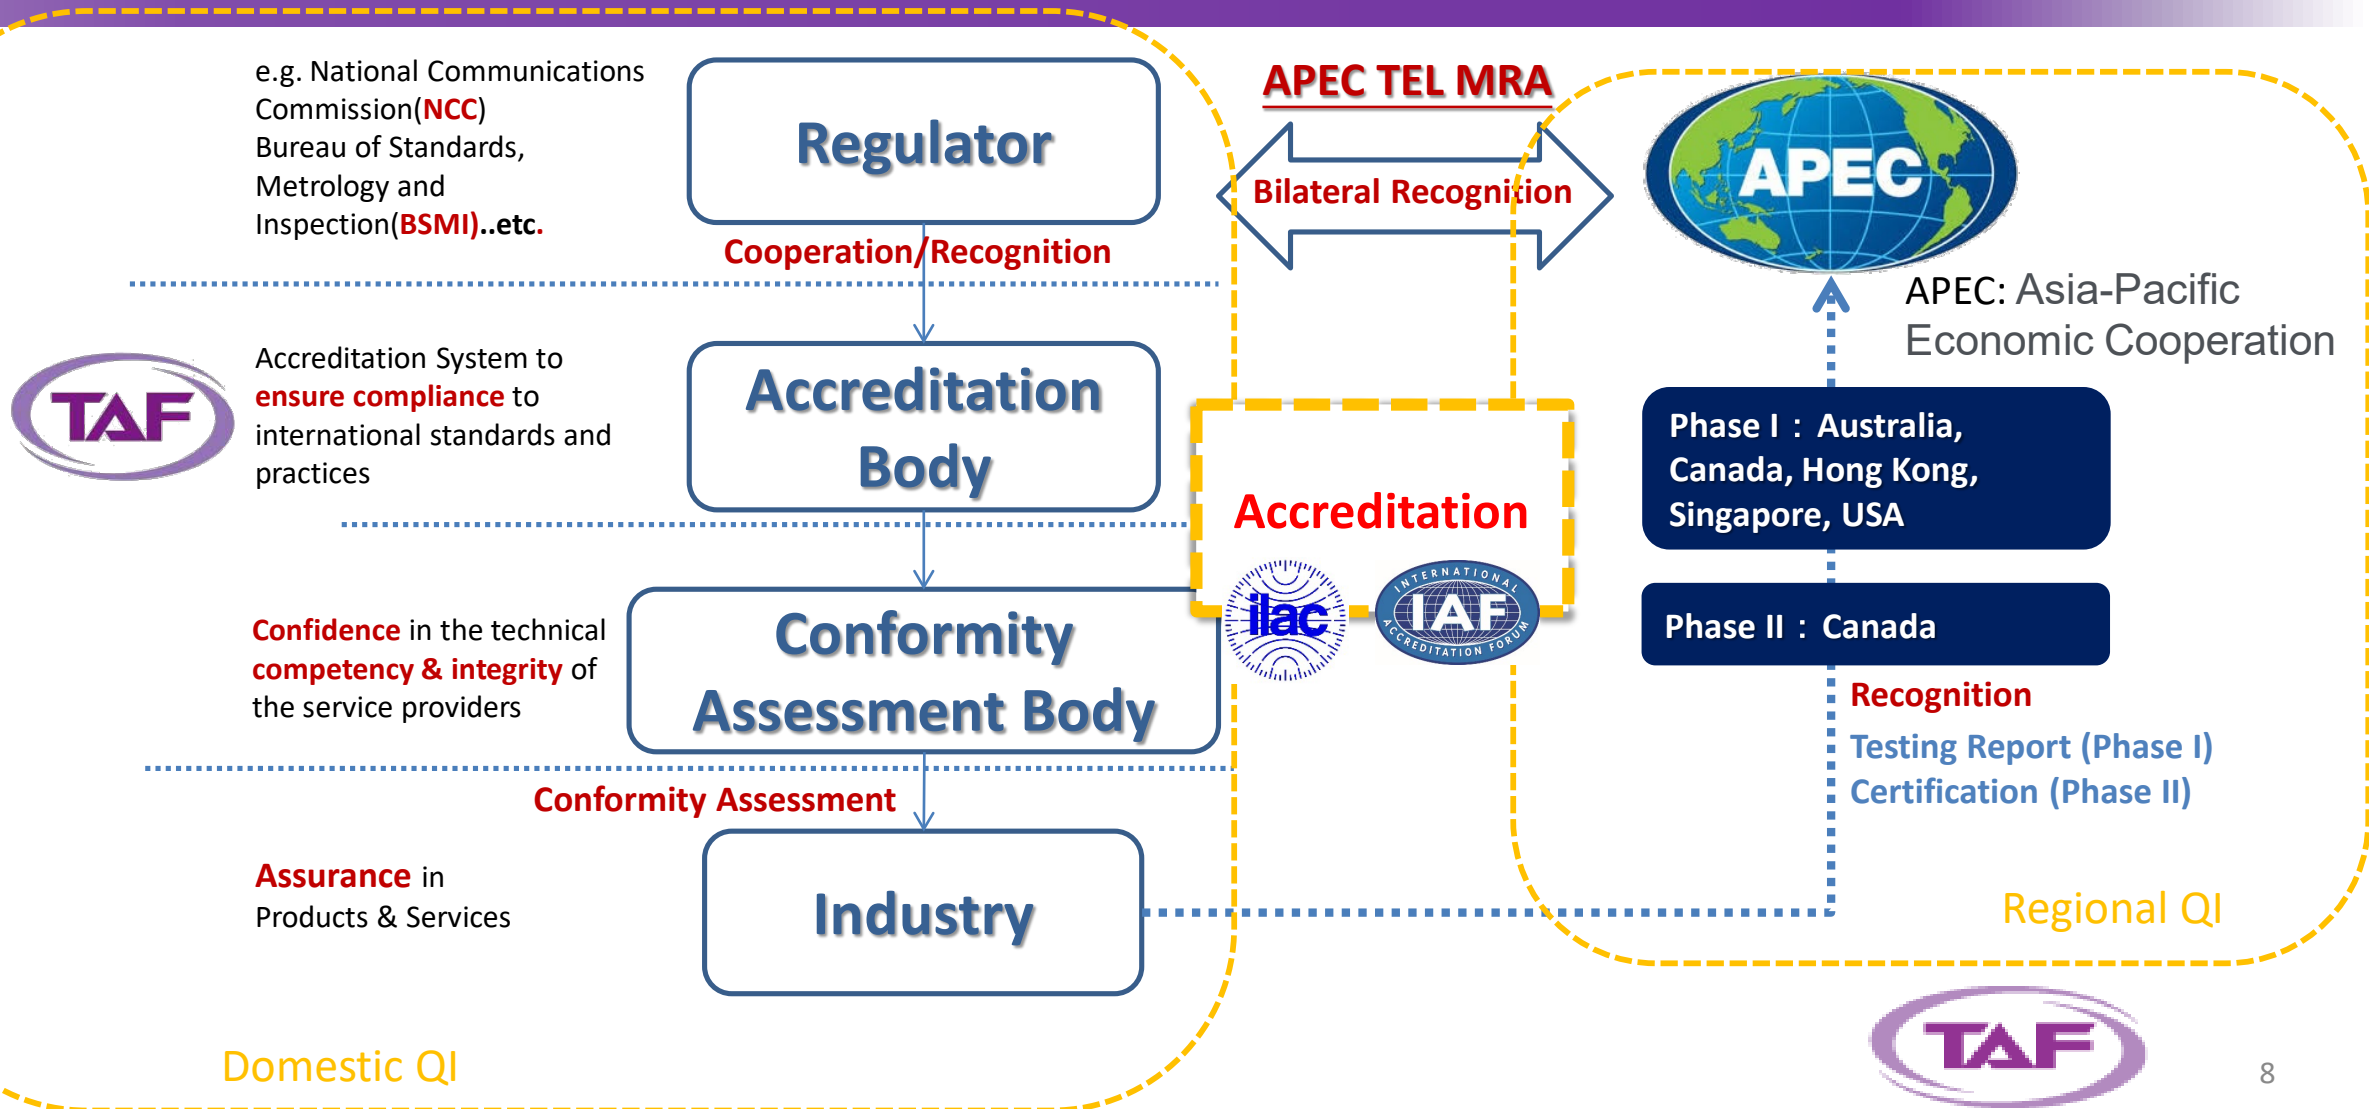 e.g. National Communications
Commission(NCC)
Bureau of Standards,
Metrology and
Inspection(BSMI)..etc.
Regulator
Cooperation/Recognition
APEC TEL MRA
Bilateral Recognition
APEC
APEC: Asia-Pacific
Economic Cooperation
TAF
Accreditation System to
ensure compliance to
international standards and
practices
Accreditation
Body
Accreditation
ilac
INTERNATIONAL
IAF
ACCREDITATION FORUM
Phase I : Australia,
Canada, Hong Kong,
Singapore, USA
Phase II : Canada
Recognition
Testing Report (Phase I)
Certification (Phase II)
Confidence in the technical
competency & integrity of
the service providers
Conformity
Assessment Body
Conformity Assessment
Assurance in
Products & Services
Industry
Regional QI
Domestic QI
TAF
8